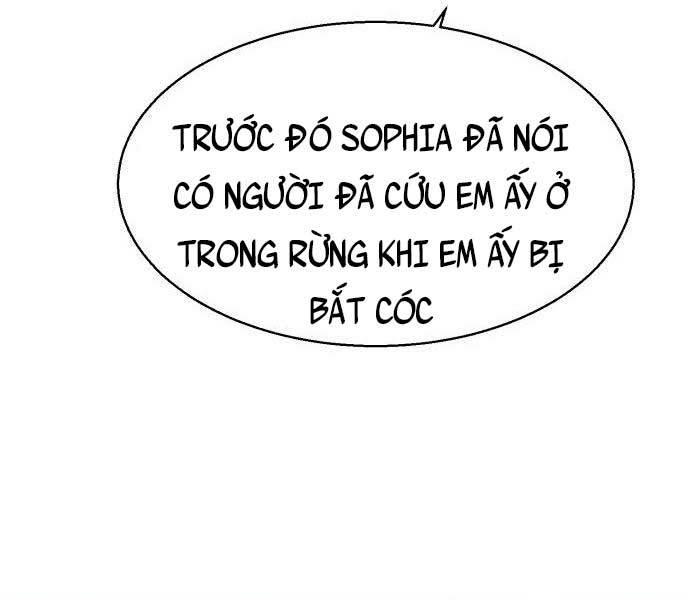 TRƯỚC ĐÓ SOPHIA ĐÃ NÓI
CÓ NGƯỜI ĐÃ CỨU EM ẤY Ở
TRONG RỪNG KHI EM ẤY BỊ
BẮT CÓC